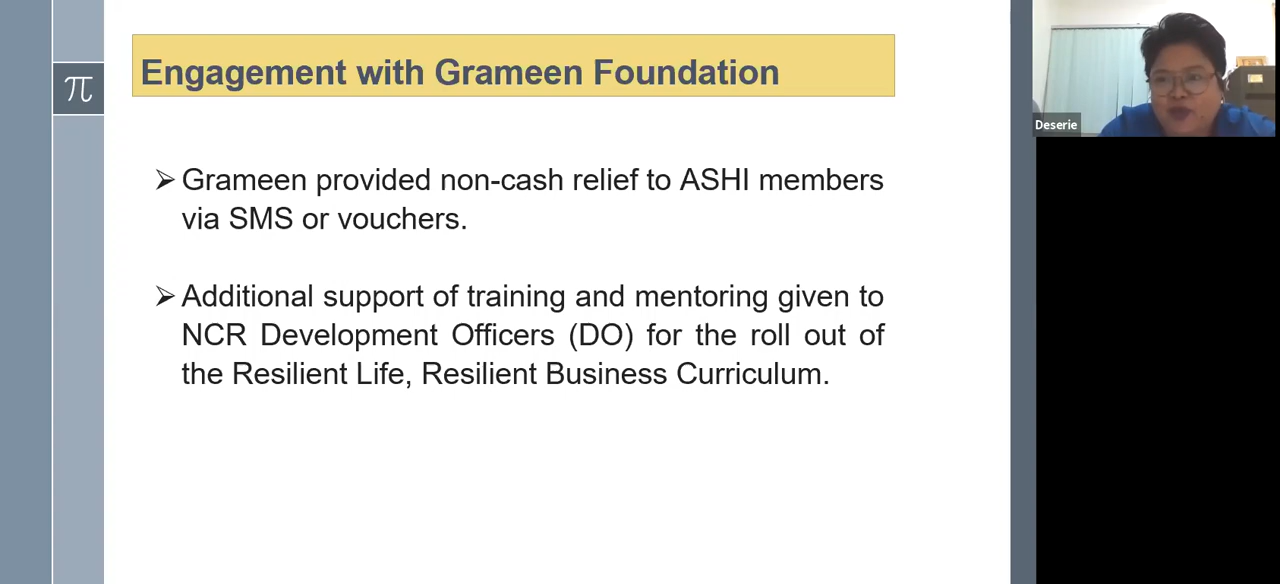 π
Engagement with Grameen Foundation
➢ Grameen provided non-cash relief to ASHI members
via SMS or vouchers.
➢ Additional support of training and mentoring given to
NCR Development Officers (DO) for the roll out of
the Resilient Life, Resilient Business Curriculum.
Deserie